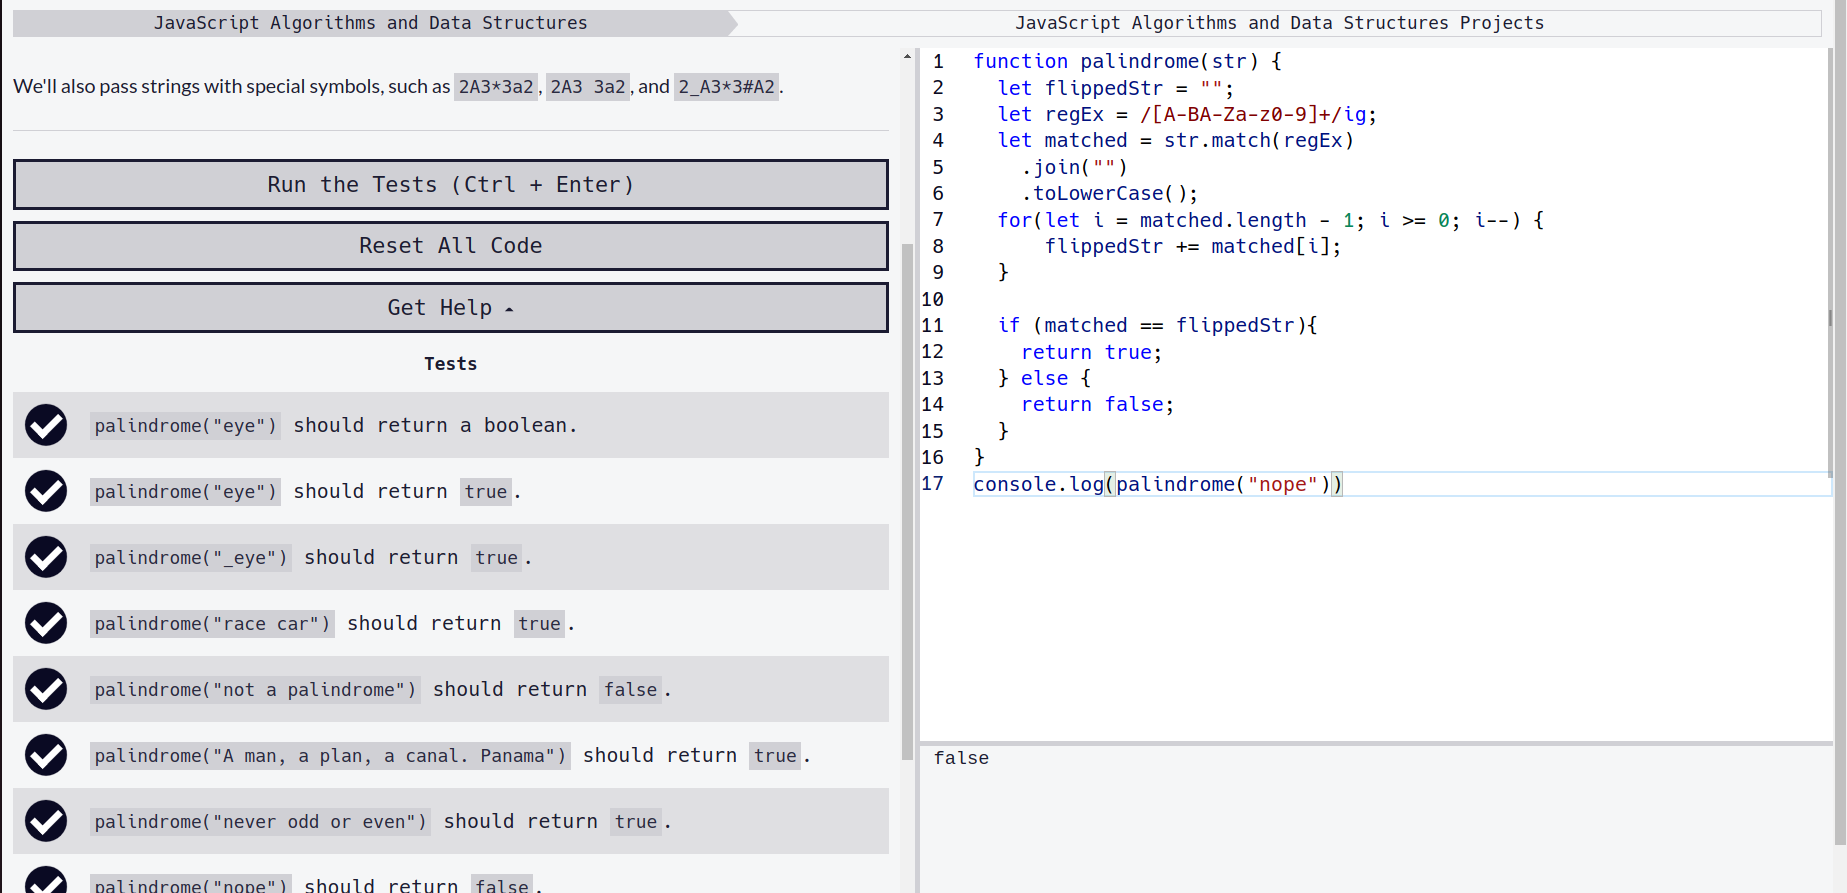 JavaScript Algorithms and Data Structures
JavaScript Algorithms and Data Structures Projects
We'll also pass strings with special symbols, such as 2A3*3a2, 2A3 3a2, and 2_A3*3#A2.
Run the Tests (Ctrl + Enter)
Reset All Code
Get Help
Tests
palindrome("eye") should return a boolean.
palindrome("eye") should return true.
palindrome("_eye") should return true.
palindrome("race car") should return true.
palindrome("not a palindrome") should return false.
palindrome("A man, a plan, a canal. Panama") should return true.
palindrome("never odd or even") should return true.
palindrome("nope") should return false.
1 function palindrome(str) {
2 let flippedStr = "";
3 let regEx = /[A-BA-Za-z0-9]+/ig;
4 let matched = str.match(regEx)
5 .join("")
6 .toLowerCase();
7 for(let i = matched.length - 1; i >= 0; i--) {
8 flippedStr += matched[i];
9 }
10
11 if (matched == flippedStr){
12 return true;
13 } else {
14 return false;
15 }
16 }
17 console.log(palindrome("nope"))
false